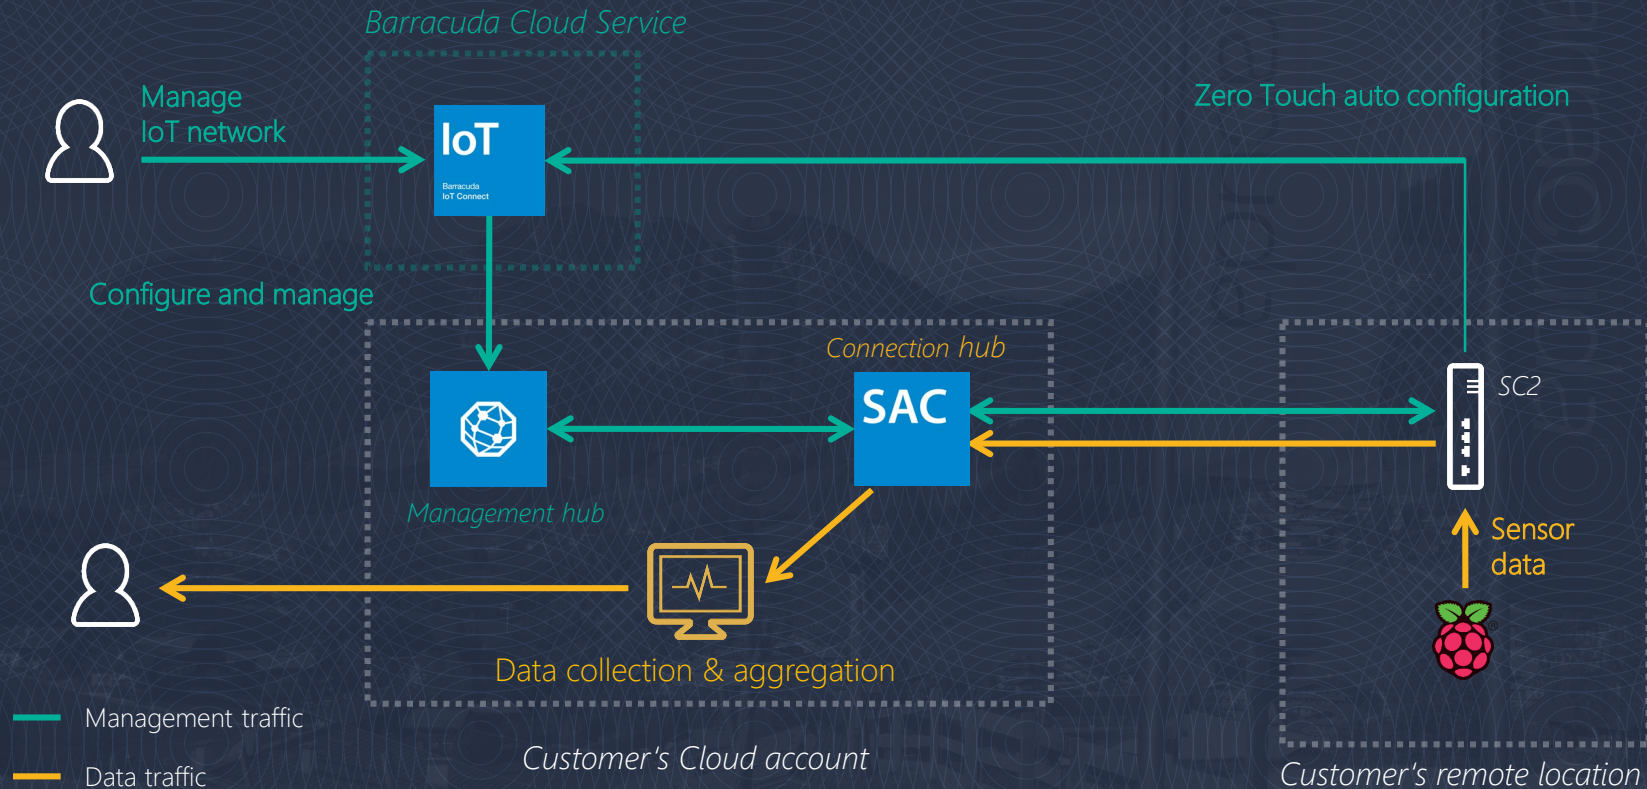 Barracuda Cloud Service
Manage
IoT network
Zero Touch auto configuration
IoT
Barracuda
IoT Connect
Configure and manage
Connection hub
SAC
SC2
Management hub
Sensor
data
®
Data collection & aggregation
Management traffic
Customer's Cloud account
Data traffic
Customer's remote location